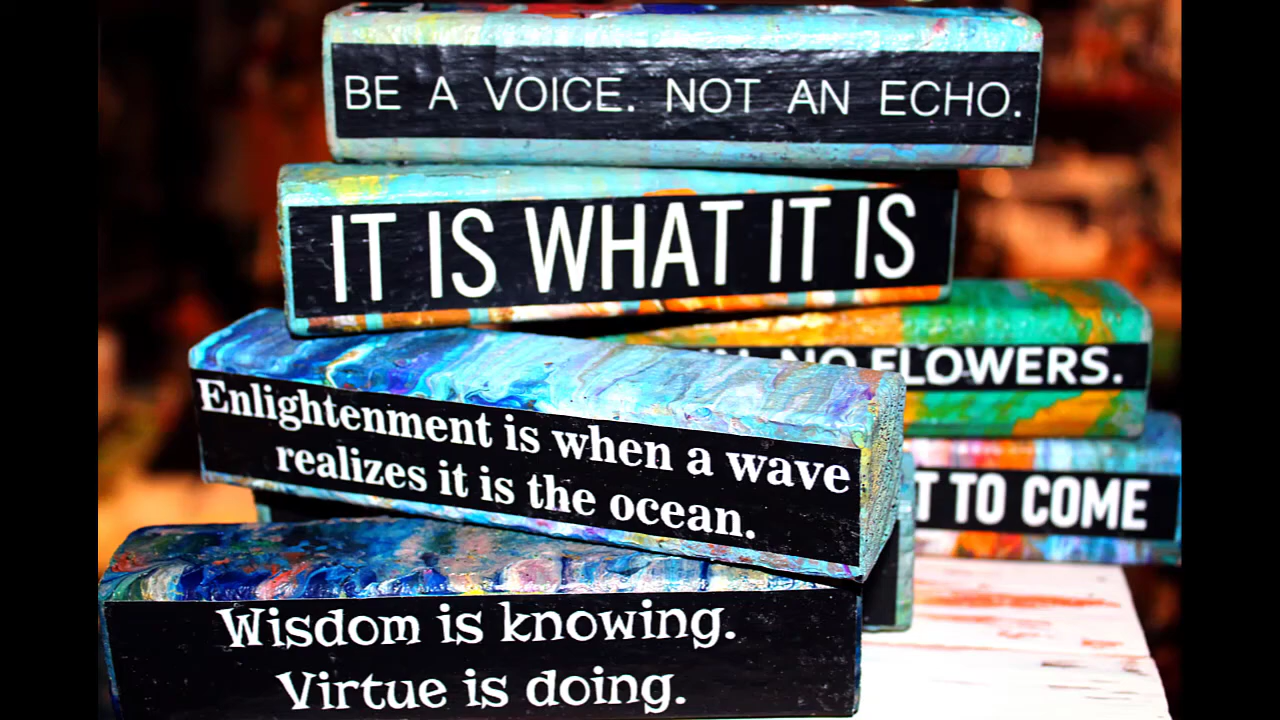 BE A VOICE. NOT AN ECHO.
IT IS WHAT IT IS
NO FLOWERS.
Enlightenment is when a wave
realizes it is the ocean.
TO COME
Wisdom is knowing.
Virtue is doing.